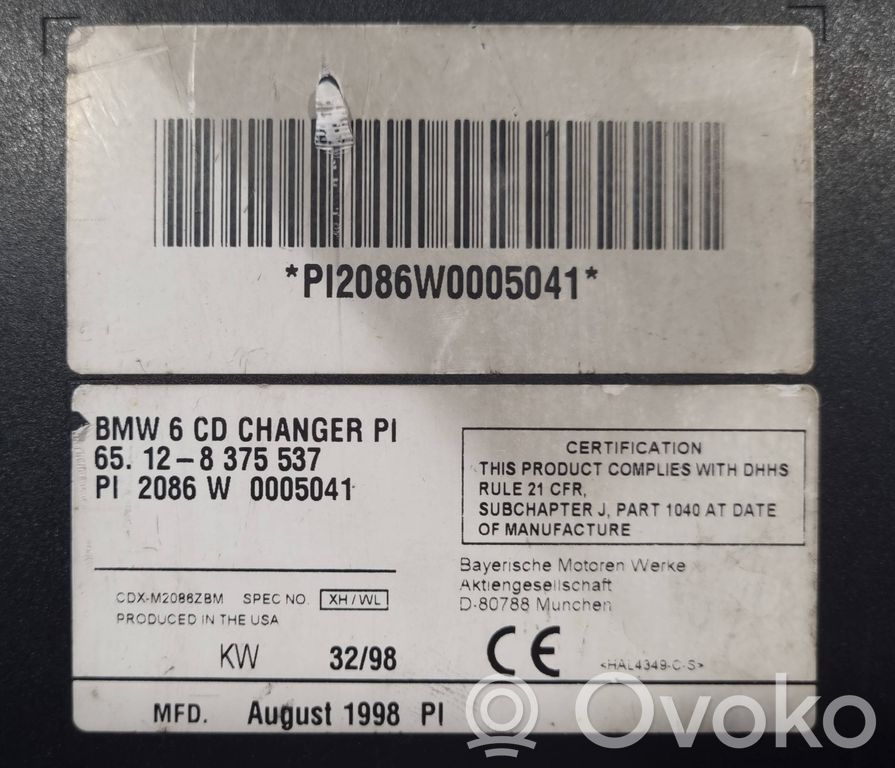 *PI2086W0005041*
BMW 6 CD CHANGER PI
65. 12-8 375 537
PI 2086 W 0005041
CDX-M2086ZBM SPEC NO. XH/WL
PRODUCED IN THE USA
KW 32/98
MFD. August 1998 PI
CERTIFICATION
THIS PRODUCT COMPLIES WITH DHHS
RULE 21 CFR,
SUBCHAPTER J, PART 1040 AT DATE
OF MANUFACTURE
Bayerische Motoren Werke
Aktiengesellschaft
D-80788 Munchen
CE
<HAL4349-C-S>
Ovoko